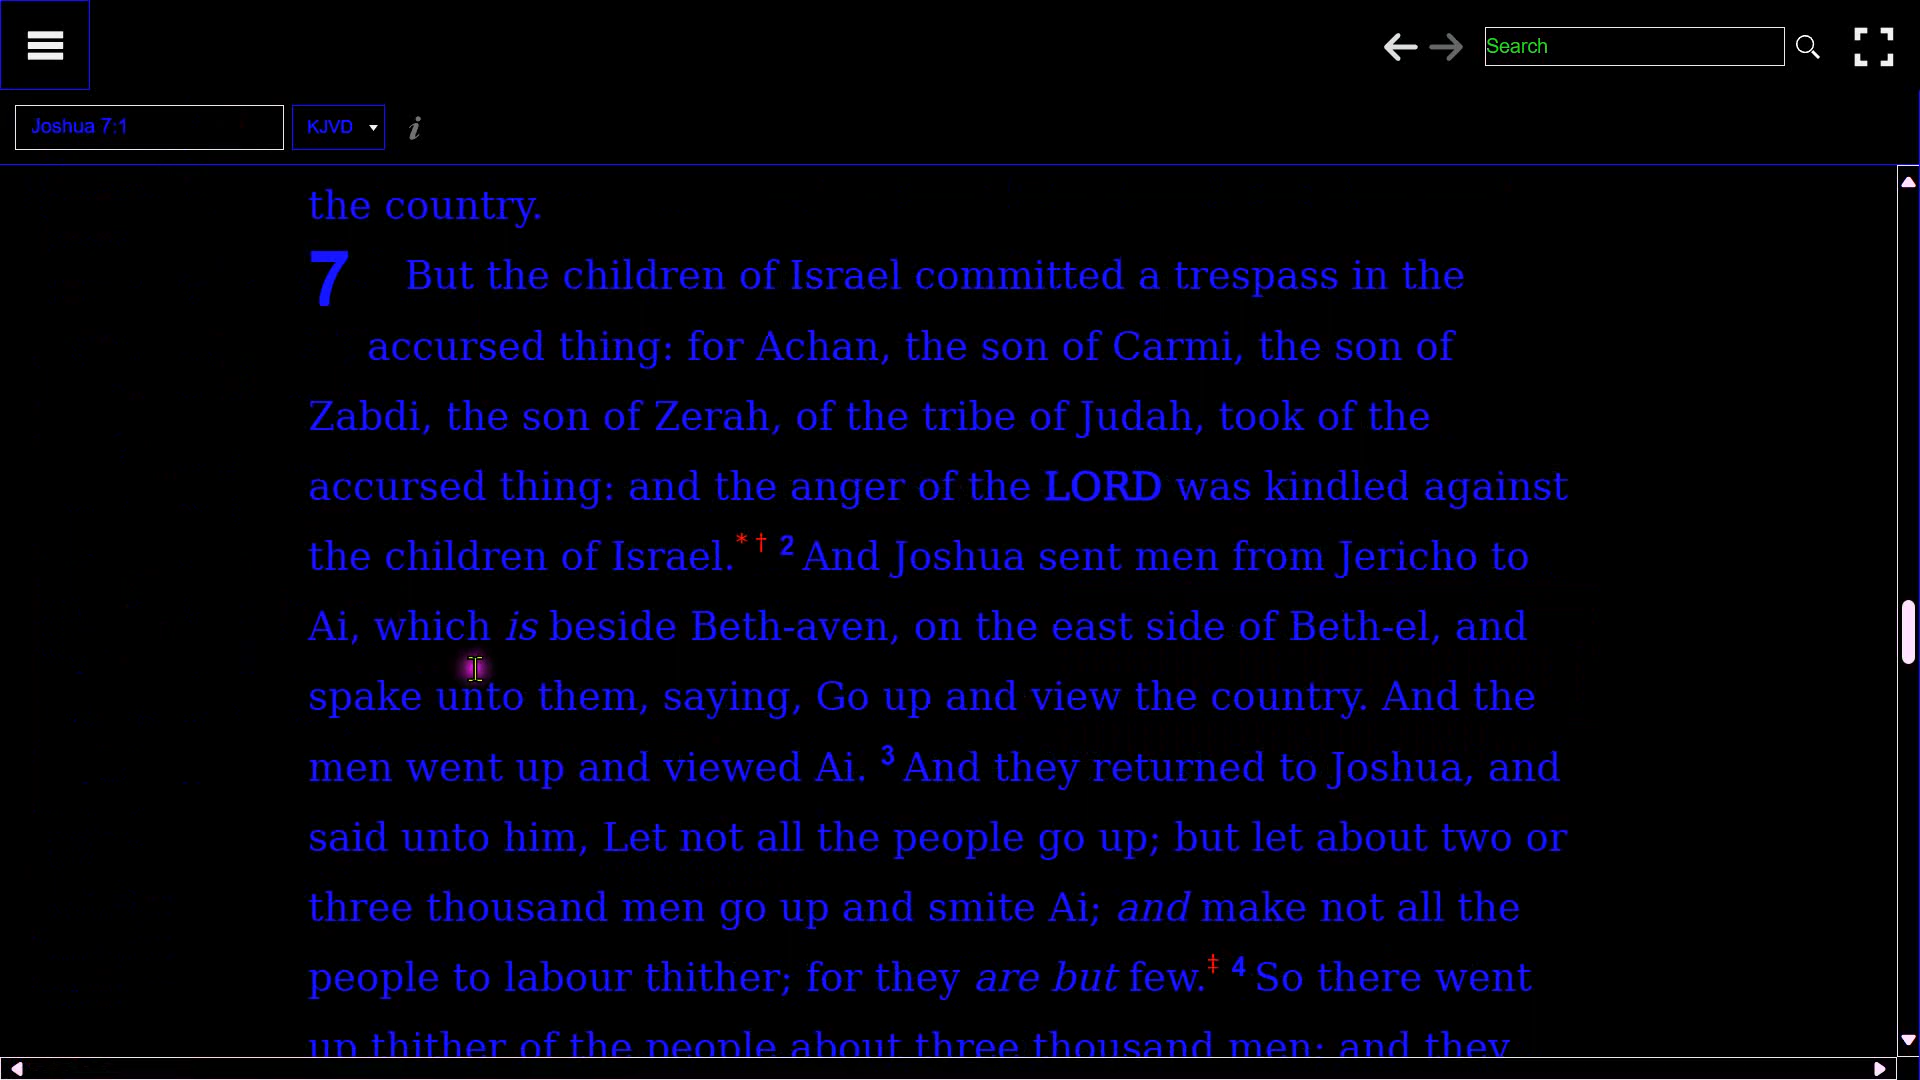 Search
Joshua 7:1
KJVD
i
the country.
7 But the children of Israel committed a trespass in the
accursed thing: for Achan, the son of Carmi, the son of
Zabdi, the son of Zerah, of the tribe of Judah, took of the
accursed thing: and the anger of the LORD was kindled against
the children of Israel.* † 2 And Joshua sent men from Jericho to
Ai, which is beside Beth-aven, on the east side of Beth-el, and
spake unto them, saying, Go up and view the country. And the
men went up and viewed Ai. 3 And they returned to Joshua, and
said unto him, Let not all the people go up; but let about two or
three thousand men go up and smite Ai; and make not all the
people to labour thither; for they are but few.‡ 4 So there went
up thither of the people about three thousand men: and they